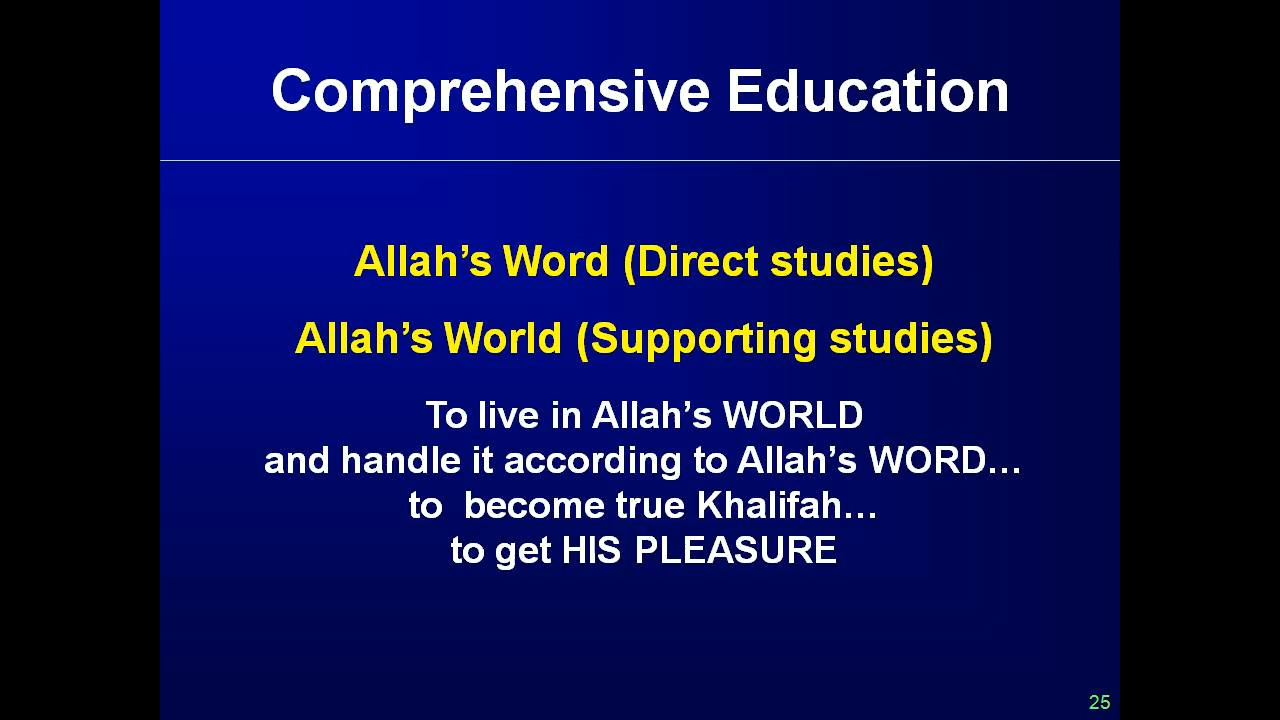 Comprehensive Education
Allah’s Word (Direct studies)
Allah’s World (Supporting studies)
To live in Allah’s WORLD
and handle it according to Allah’s WORD…
to  become true Khalifah…
to get HIS PLEASURE
25